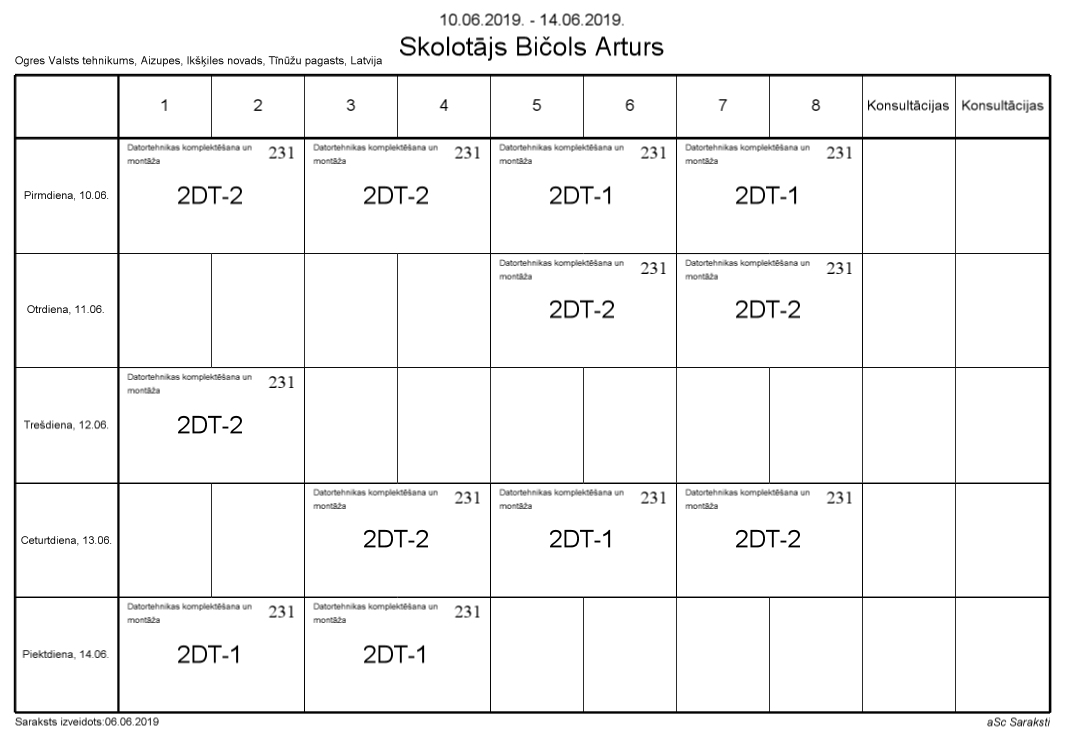 10.06.2019. - 14.06.2019.
Skolotājs Bičols Arturs
Ogres Valsts tehnikums, Aizupes, Ikšķiles novads, Tīnūžu pagasts, Latvija
1 2 3 4 5 6 7 8 Konsultācijas Konsultācijas
Pirmdiena, 10.06.
Datortehnikas komplektēšana un
montāža
231
2DT-2
Datortehnikas komplektēšana un
montāža
231
2DT-2
Datortehnikas komplektēšana un
montāža
231
2DT-1
Datortehnikas komplektēšana un
montāža
231
2DT-1
Otrdiena, 11.06.
Datortehnikas komplektēšana un
montāža
231
2DT-2
Datortehnikas komplektēšana un
montāža
231
2DT-2
Trešdiena, 12.06.
Datortehnikas komplektēšana un
montāža
231
2DT-2
Ceturtdiena, 13.06.
Datortehnikas komplektēšana un
montāža
231
2DT-2
Datortehnikas komplektēšana un
montāža
231
2DT-1
Datortehnikas komplektēšana un
montāža
231
2DT-2
Piektdiena, 14.06.
Datortehnikas komplektēšana un
montāža
231
2DT-1
Datortehnikas komplektēšana un
montāža
231
2DT-1
Saraksts izveidots:06.06.2019
aSc Saraksti